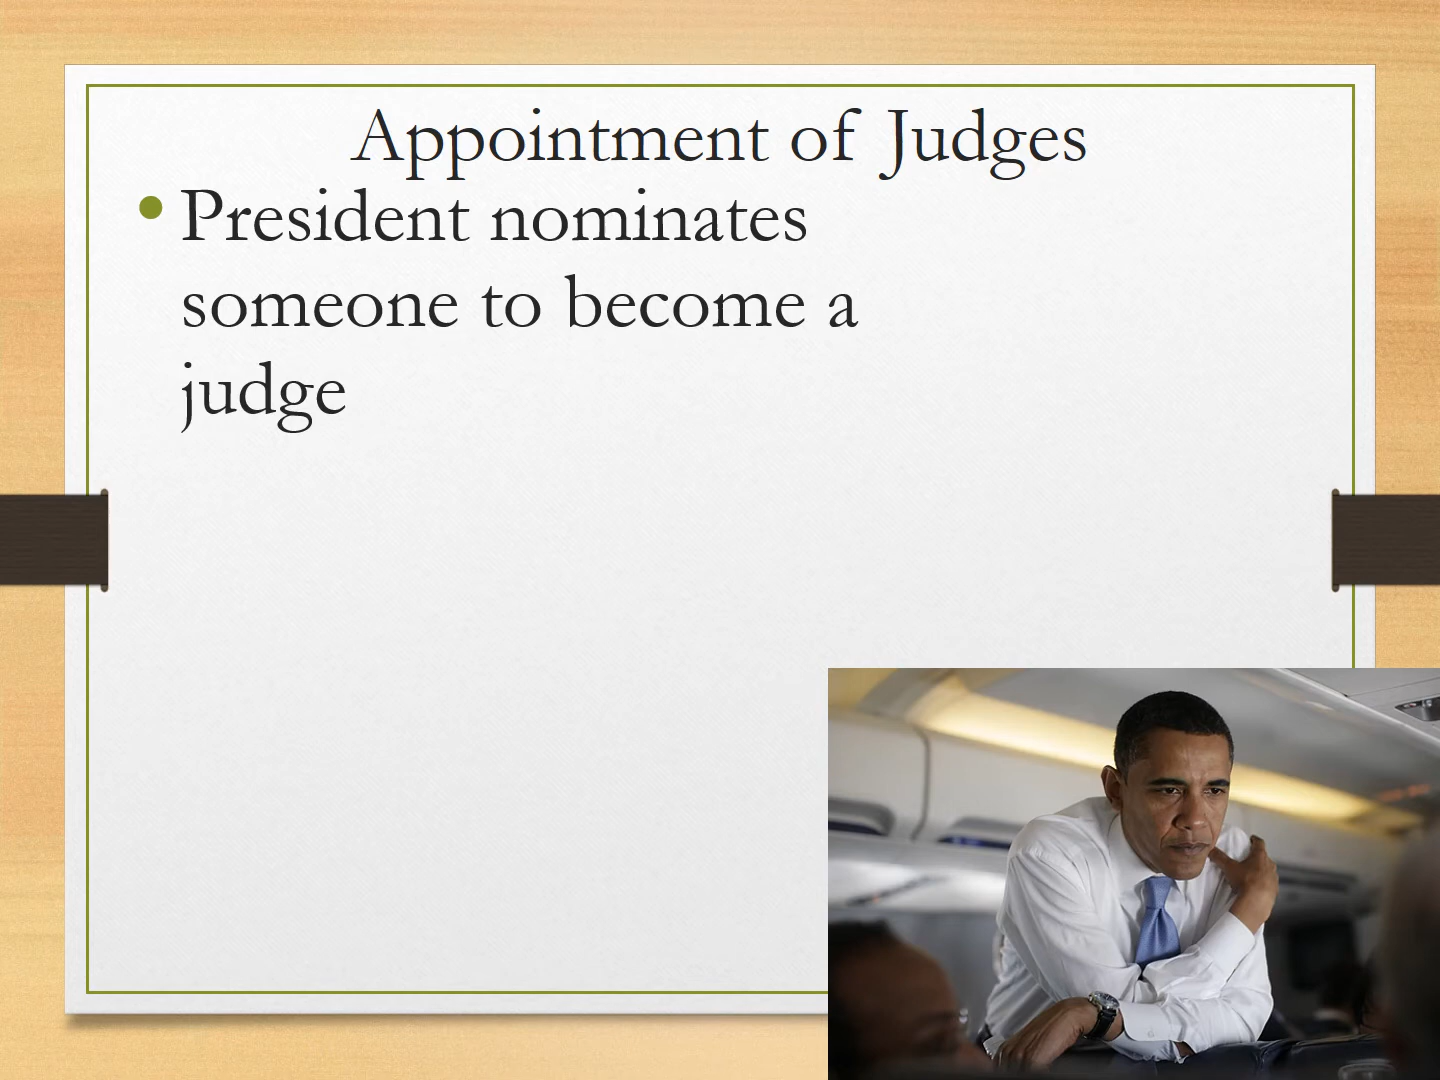 Appointment of Judges
• President nominates
someone to become a
judge